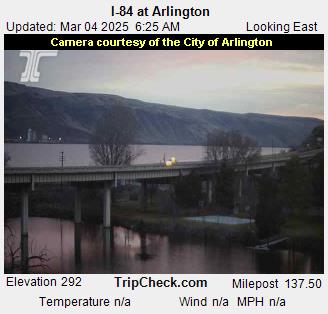 I-84 at Arlington
Updated: Mar 04 2025 6:25 AM Looking East
Camera courtesy of the City of Arlington
Elevation 292 TripCheck.com Milepost 137.50
Temperature n/a Wind n/a MPH n/a